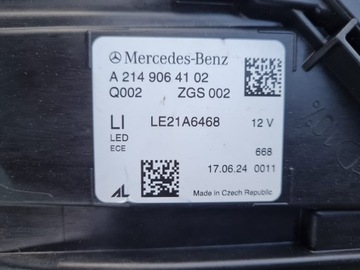 Mercedes-Benz
A 214 906 41 02
Q002 ZGS 002
LI LE21A6468 12 V
LED
ECE
668
17.06.24 0011
AL Made in Czech Republic